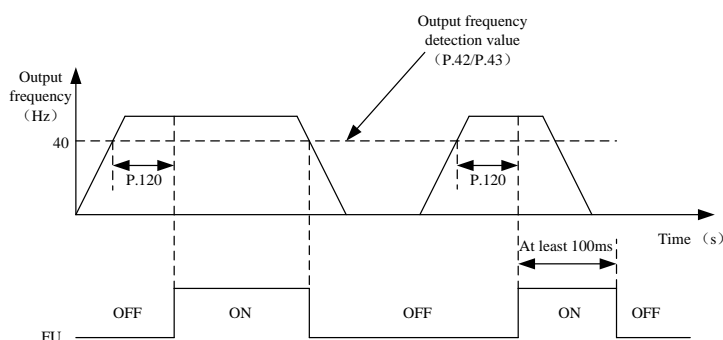 Output frequency
detection value
(P.42/P.43)
Output
frequency
(Hz)
40
P.120
P.120
Time (s)
At least 100ms
OFF
ON
OFF
ON
OFF
FU